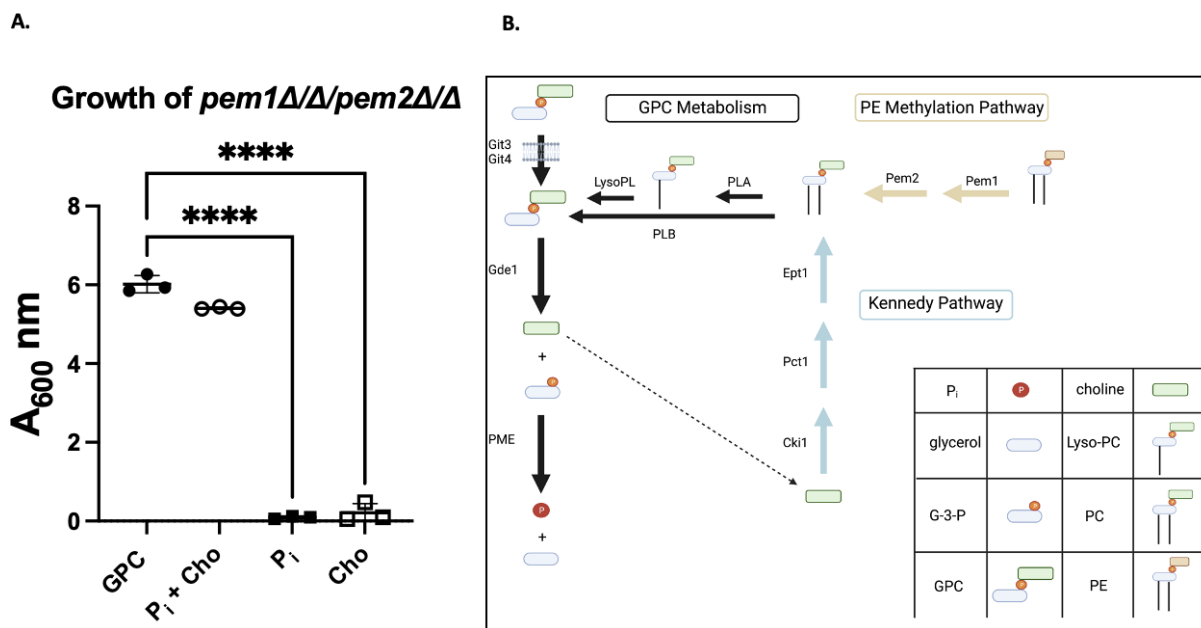 A.
Growth of pem1Δ/Δ/pem2Δ/Δ
****
****
8
6
4
2
0
A600 nm
GPC
Pi + Cho
Pi
Cho
B.
GPC Metabolism
PE Methylation Pathway
Git3
Git4
P
P
LysoPL
P
PLA
P
Pem2
Pem1
P
PLB
Gde1
Ept1
Kennedy Pathway
+
Pct1
P
PME
Cki1
P
+
Pi
P
choline
glycerol
Lyso-PC
P
G-3-P
P
PC
P
GPC
P
PE
P